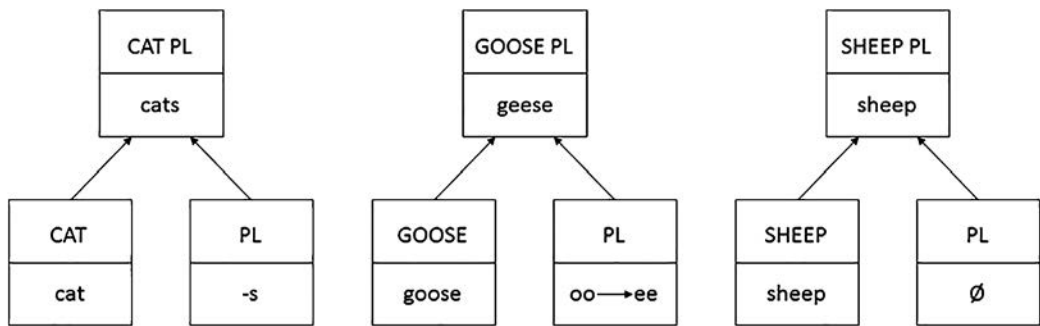 CAT PL
cats
CAT
cat
PL
-s
GOOSE PL
geese
GOOSE
goose
PL
oo→ee
SHEEP PL
sheep
SHEEP
sheep
PL
Ø